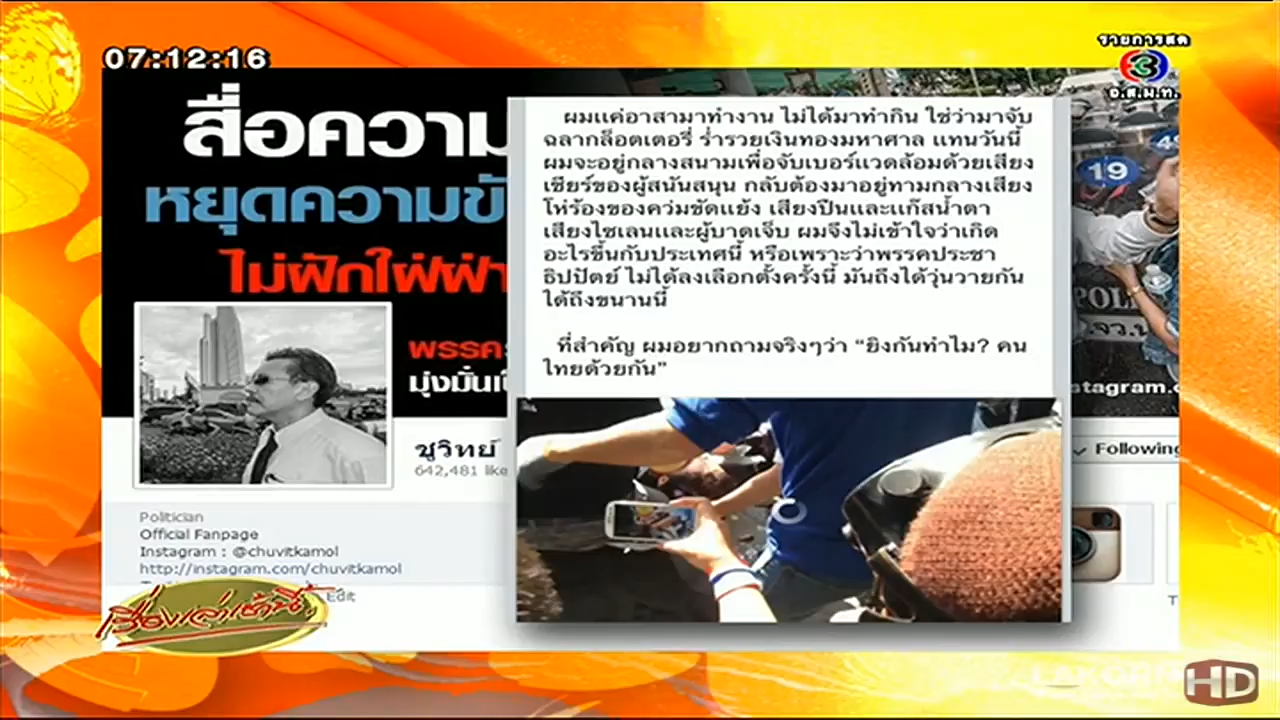 07:12:16
รายการสด
3
อ.ส.ม.ท.
สื่อความ
หยุดความขั
ไม่ฝักใฝ่ฝ่า
พรรค
มุ่งมั่นเ
ผมแค่อาสามาทำงาน ไม่ได้มาทำกิน ใช่ว่ามาจับ
ฉลากล็อตเตอรี่ ร่ำรวยเงินทองมหาศาล แทนวันนี้
ผมจะอยู่กลางสนามเพื่อจับเบอร์แวดล้อมด้วยเสียง
เชียร์ของผู้สนันสนุน กลับต้องมาอยู่ทามกลางเสียง
โห่ร้องของคว่มขัดแย้ง เสียงปืนและแก๊สน้ำตา
เสียงไซเลนและผู้บาดเจ็บ ผมจึงไม่เข้าใจว่าเกิด
อะไรขึ้นกับประเทศนี้ หรือเพราะว่าพรรคประชา
ธิปปัตย์ ไม่ได้ลงเลือกตั้งครั้งนี้ มันถึงได้วุ่นวายกัน
ได้ถึงขนานนี้
ที่สำคัญ ผมอยากถามจริงๆว่า “ยิงกันทำไม? คน
ไทยด้วยกัน”
19
49
POLI
.จว.น
stagram.c
ชูวิทย์
642,481 like
Following
Politician
Official Fanpage
Instagram : @chuvitkamol
http://instagram.com/chuvitkamol
Edit
เรื่องเล่าเช้านี้
LAKORN
HD